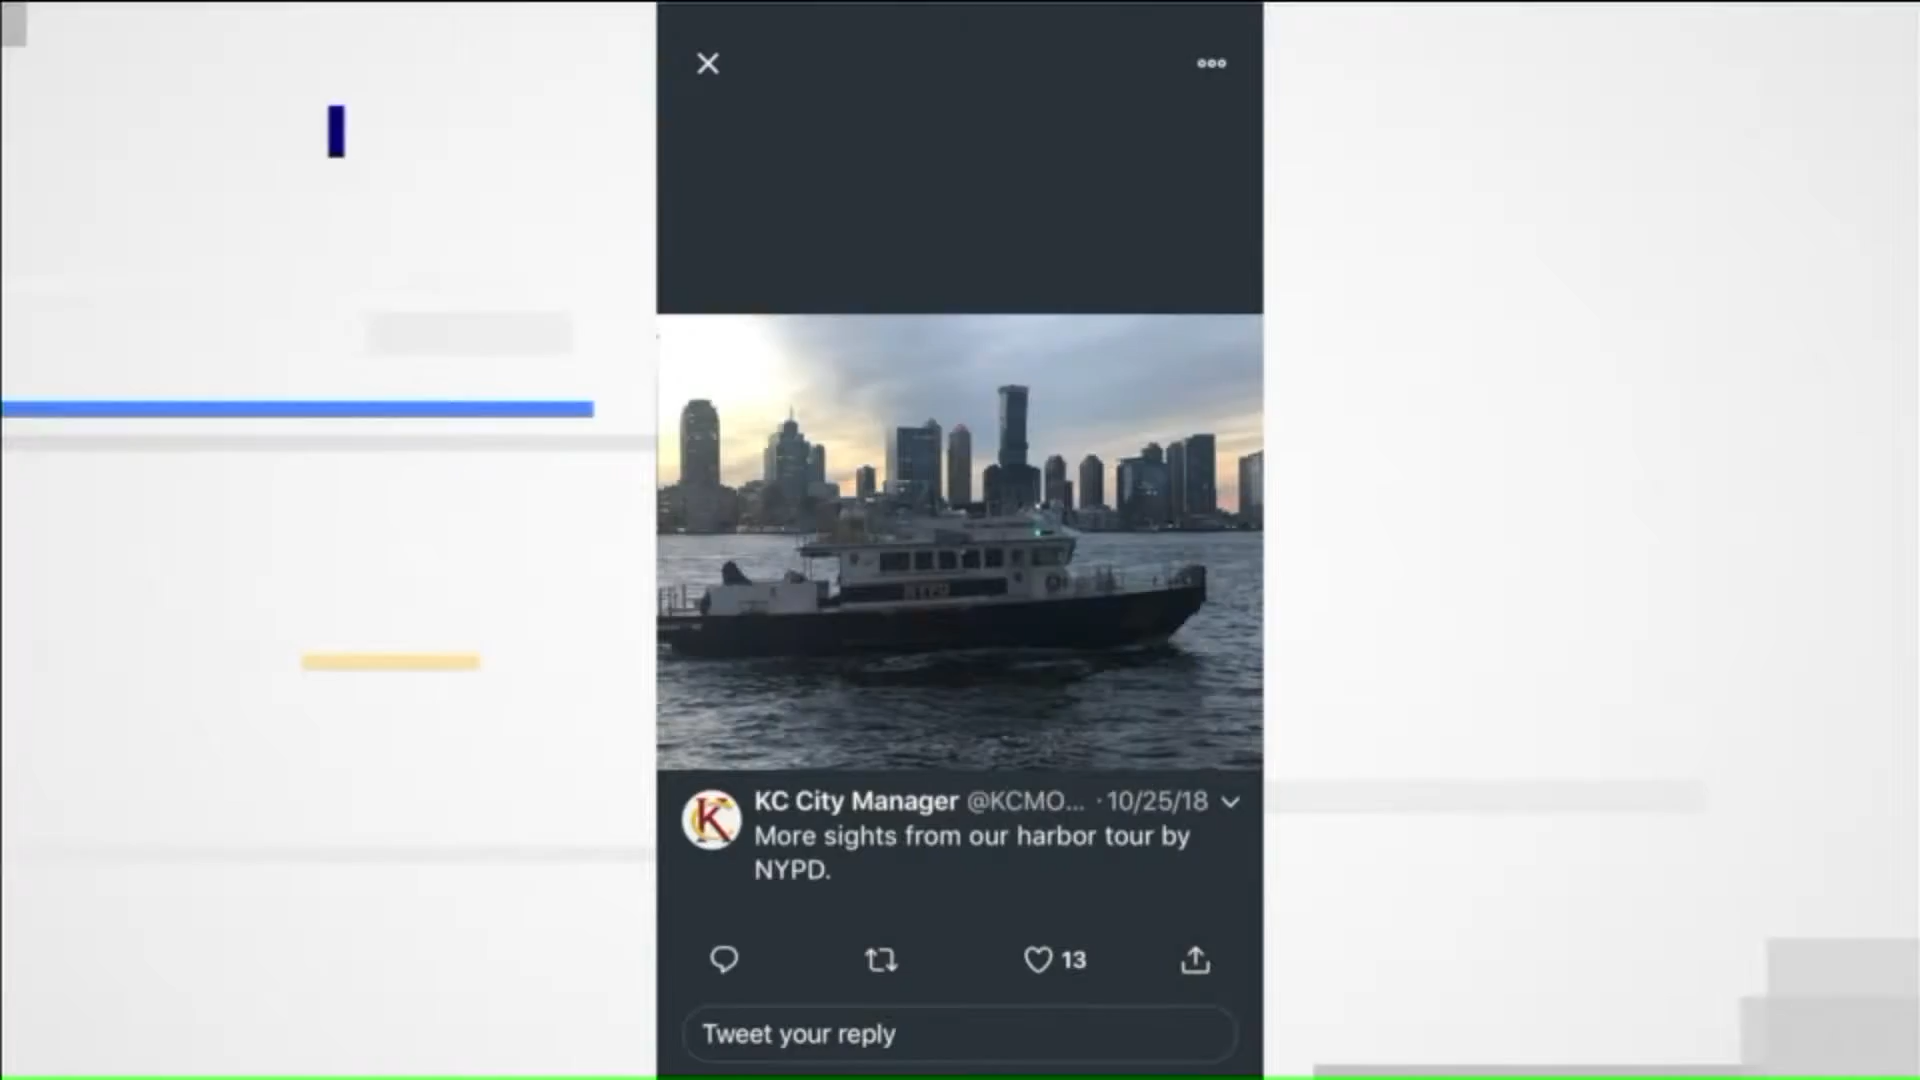 NYPD
KC City Manager @KCMO... · 10/25/18
More sights from our harbor tour by
NYPD.
13
Tweet your reply